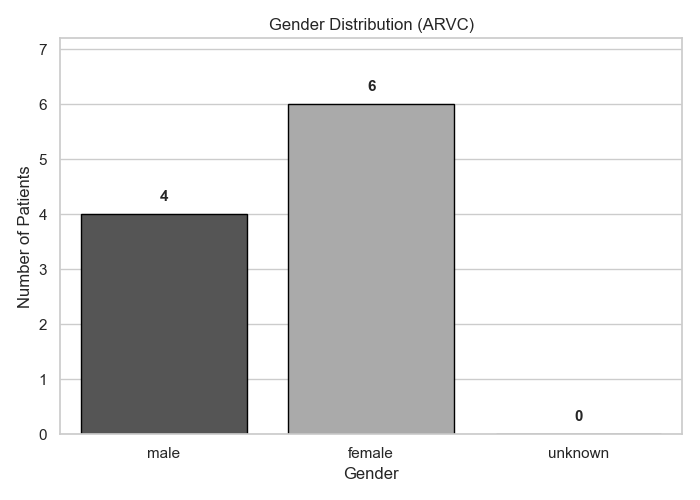 Gender Distribution (ARVC)
Number of Patients
7
6
5
4
3
2
1
0
4
6
0
male
female
unknown
Gender